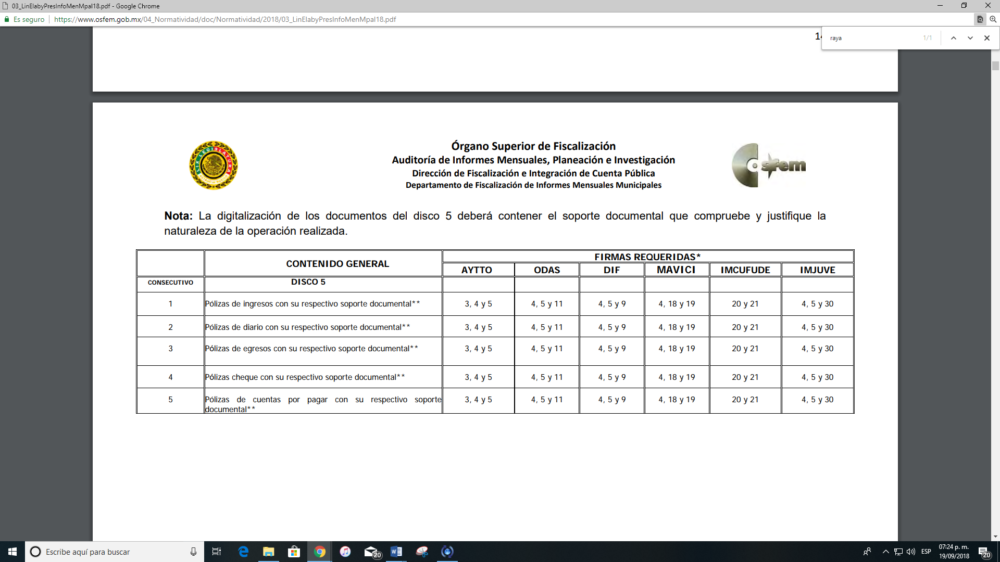 03_LinElabyPresInfoMenMpal18.pdf - Google Chrome
Es seguro | https://www.osfem.gob.mx/04_Normatividad/doc/Normatividad/2018/03_LinElabyPresInfoMenMpal18.pdf
raya 1/1
LIX LEGISLATURA
Órgano Superior de Fiscalización
Auditoría de Informes Mensuales, Planeación e Investigación
Dirección de Fiscalización e Integración de Cuenta Pública
Departamento de Fiscalización de Informes Mensuales Municipales
osfem
Nota: La digitalización de los documentos del disco 5 deberá contener el soporte documental que compruebe y justifique la
naturaleza de la operación realizada.
CONTENIDO GENERAL FIRMAS REQUERIDAS*
AYTTO ODAS DIF MAVICI IMCUFUDE IMJUVE
CONSECUTIVO DISCO 5
1 Pólizas de ingresos con su respectivo soporte documental** 3, 4 y 5 4, 5 y 11 4, 5 y 9 4, 18 y 19 20 y 21 4, 5 y 30
2 Pólizas de diario con su respectivo soporte documental** 3, 4 y 5 4, 5 y 11 4, 5 y 9 4, 18 y 19 20 y 21 4, 5 y 30
3 Pólizas de egresos con su respectivo soporte documental** 3, 4 y 5 4, 5 y 11 4, 5 y 9 4, 18 y 19 20 y 21 4, 5 y 30
4 Pólizas cheque con su respectivo soporte documental** 3, 4 y 5 4, 5 y 11 4, 5 y 9 4, 18 y 19 20 y 21 4, 5 y 30
5 Pólizas de cuentas por pagar con su respectivo soporte 3, 4 y 5 4, 5 y 11 4, 5 y 9 4, 18 y 19 20 y 21 4, 5 y 30
documental**
Escribe aquí para buscar 20 ESP 07:24 p. m. 20
19/09/2018